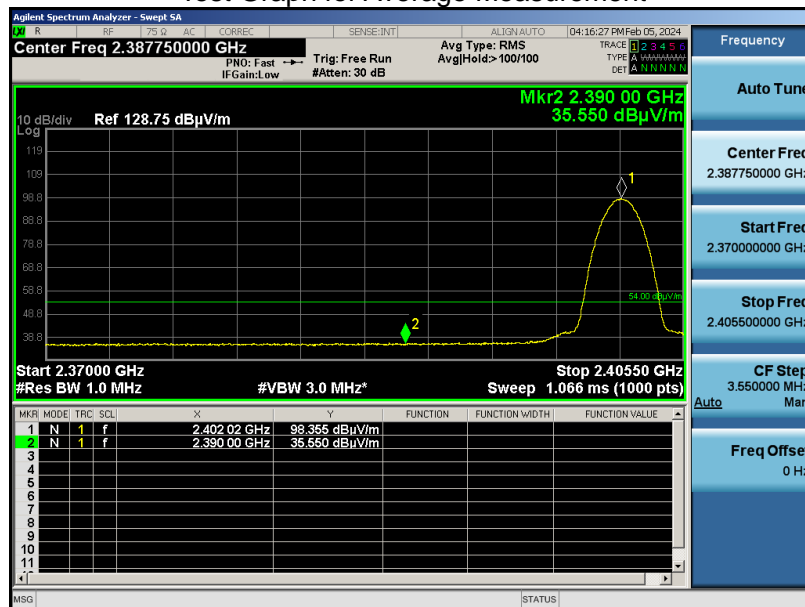 Test Graph for Average Measurement
Agilent Spectrum Analyzer - Swept SA
LXI R RF 75 Ω AC CORREC SENSE:INT ALIGN AUTO 04:16:27 PM Feb 05, 2024
Center Freq 2.387750000 GHz
PNO: Fast
IFGain:Low
Trig: Free Run
#Atten: 30 dB
Avg Type: RMS
Avg|Hold:>100/100
TRACE 1 2 3 4 5 6
TYPE A WWWWW
DET A N N N N N
Mkr2 2.390 00 GHz
35.550 dBµV/m
10 dB/div Ref 128.75 dBµV/m
Log
119
109
98.8
88.8
78.8
68.8
58.8
48.8
38.8
1
54.00 dBµV/m
2
Start 2.37000 GHz Stop 2.40550 GHz
#Res BW 1.0 MHz #VBW 3.0 MHz* Sweep 1.066 ms (1000 pts)
MKR MODE TRC SCL X Y FUNCTION FUNCTION WIDTH FUNCTION VALUE
1 N 1 f 2.402 02 GHz 98.355 dBµV/m
2 N 1 f 2.390 00 GHz 35.550 dBµV/m
3
4
5
6
7
8
9
10
11
MSG STATUS
Frequency
Auto Tune
Center Freq
2.387750000 GHz
Start Freq
2.370000000 GHz
Stop Freq
2.405500000 GHz
CF Step
3.550000 MHz
Auto Man
Freq Offset
0 Hz